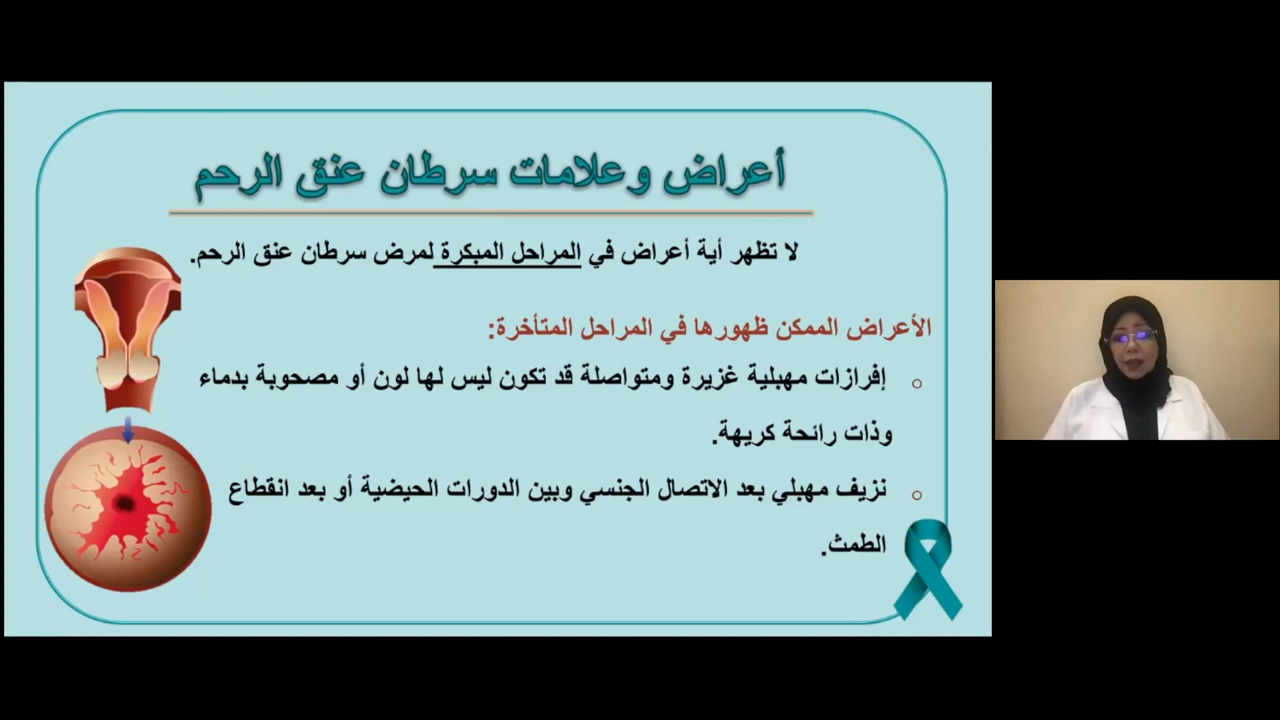 أعراض وعلامات سرطان عنق الرحم
لا تظهر أية أعراض في المراحل المبكرة لمرض سرطان عنق الرحم.
الأعراض الممكن ظهورها في المراحل المتأخرة:
إفرازات مهبلية غزيرة ومتواصلة قد تكون ليس لها لون أو مصحوبة بدماء
وذات رائحة كريهة.
نزيف مهبلي بعد الاتصال الجنسي وبين الدورات الحيضية أو بعد انقطاع
الطمث.